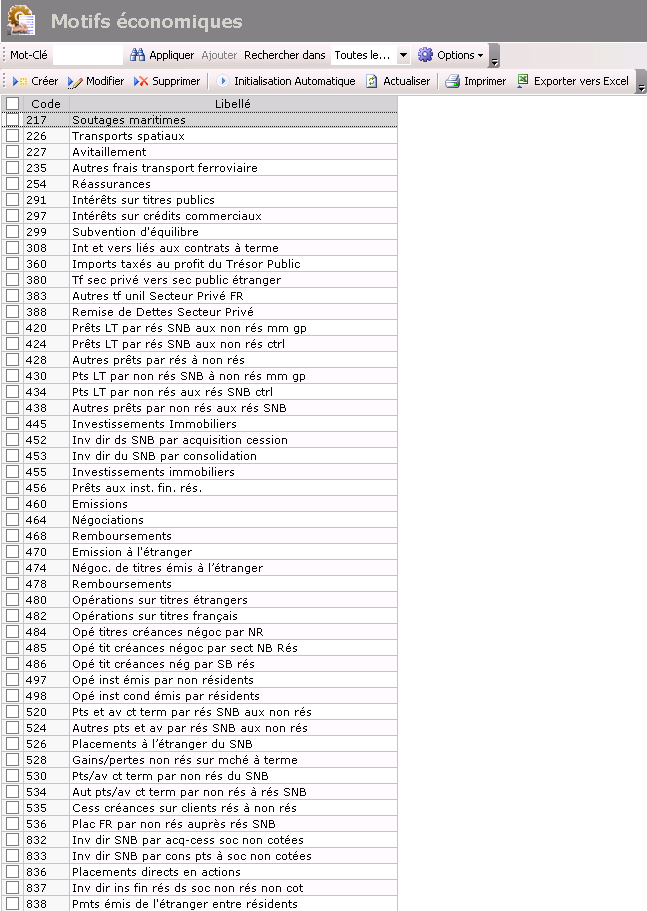 Motifs économiques
Mot-Clé Appliquer Ajouter Rechercher dans Toutes le... Options
Créer Modifier Supprimer Initialisation Automatique Actualiser Imprimer Exporter vers Excel
Code Libellé
217 Soutages maritimes
226 Transports spatiaux
227 Avitaillement
235 Autres frais transport ferroviaire
254 Réassurances
291 Intérêts sur titres publics
297 Intérêts sur crédits commerciaux
299 Subvention d'équilibre
308 Int et vers liés aux contrats à terme
360 Imports taxés au profit du Trésor Public
380 Tf sec privé vers sec public étranger
383 Autres tf unil Secteur Privé FR
388 Remise de Dettes Secteur Privé
420 Prêts LT par rés SNB aux non rés mm gp
424 Prêts LT par rés SNB aux non rés ctrl
428 Autres prêts par rés à non rés
430 Pts LT par non rés SNB à non rés mm gp
434 Pts LT par non rés aux rés SNB ctrl
438 Autres prêts par non rés aux rés SNB
445 Investissements Immobiliers
452 Inv dir ds SNB par acquisition cession
453 Inv dir du SNB par consolidation
455 Investissements immobiliers
456 Prêts aux inst. fin. rés.
460 Emissions
464 Négociations
468 Remboursements
470 Emission à l'étranger
474 Négoc. de titres émis à l'étranger
478 Remboursements
480 Opérations sur titres étrangers
482 Opérations sur titres français
484 Opé titres créances négoc par NR
485 Opé tit créances négoc par sect NB Rés
486 Opé tit créances nég par SB rés
497 Opé inst émis par non résidents
498 Opé inst cond émis par résidents
520 Pts et av ct term par rés SNB aux non rés
524 Autres pts et av par rés SNB aux non rés
526 Placements à l'étranger du SNB
528 Gains/pertes non rés sur mché à terme
530 Pts/av ct term par non rés du SNB
534 Aut pts/av ct term par non rés à rés SNB
535 Cess créances sur clients rés à non rés
536 Plac FR par non rés auprès rés SNB
832 Inv dir SNB par acq-cess soc non cotées
833 Inv dir SNB par cons pts à soc non cotées
836 Placements directs en actions
837 Inv dir ins fin rés ds soc non rés non cot
838 Pmts émis de l'étranger entre résidents